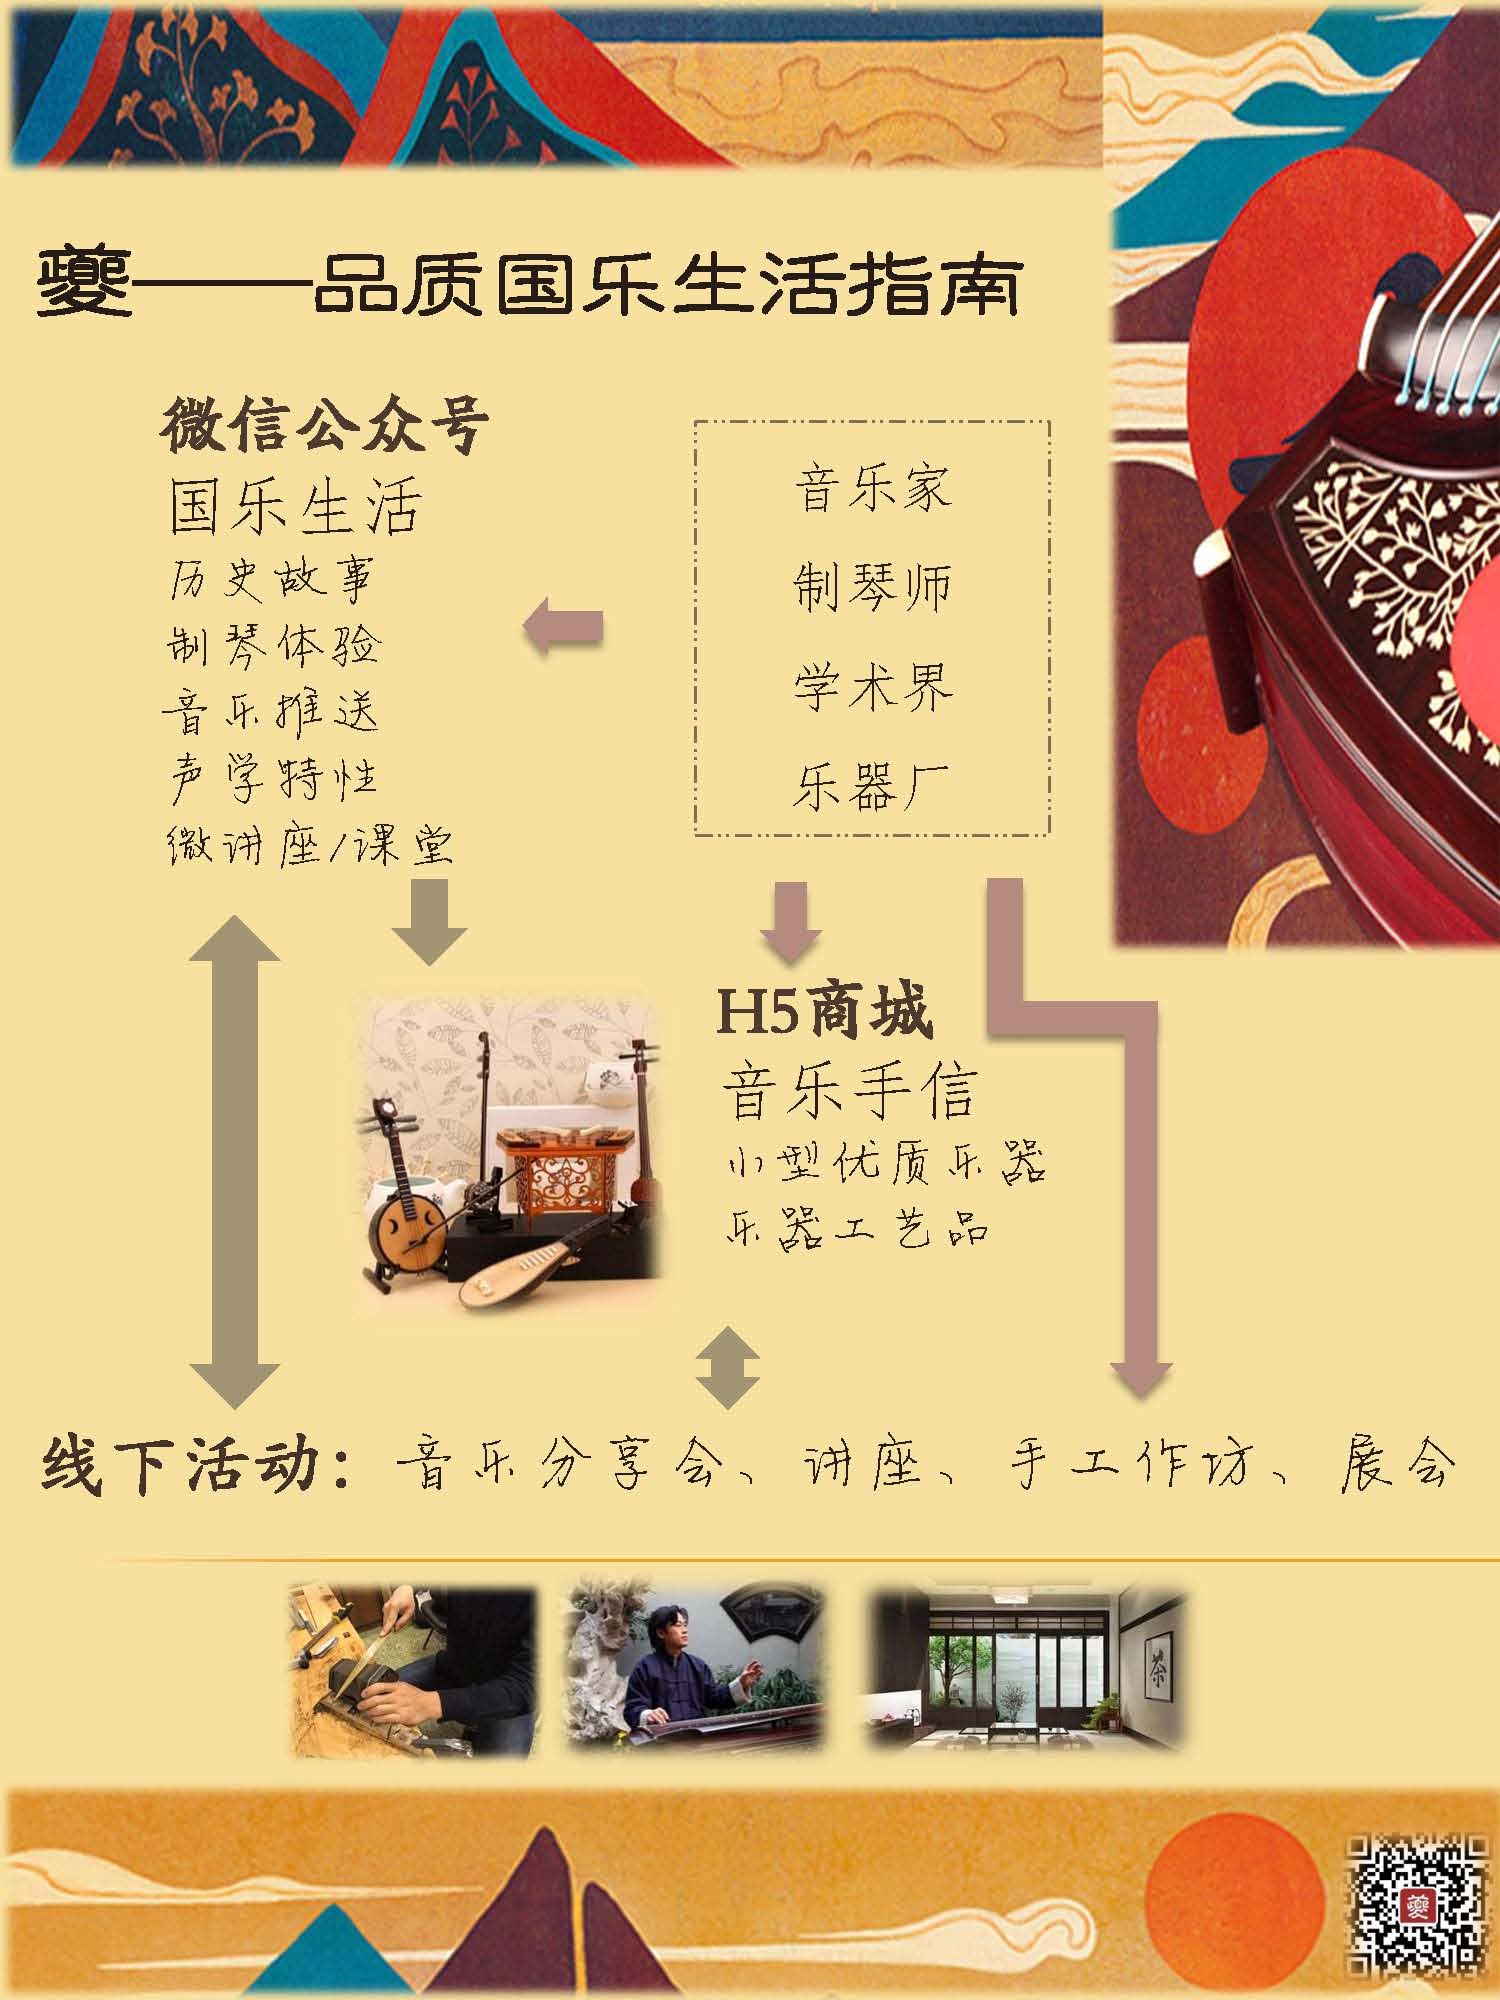 夔——品质国乐生活指南
微信公众号
国乐生活
历史故事
制琴体验
音乐推送
声学特性
微讲座/课堂
音乐家
制琴师
学术界
乐器厂
H5商城
音乐手信
小型优质乐器
乐器工艺品
线下活动：音乐分享会、讲座、手工作坊、展会
茶
夔